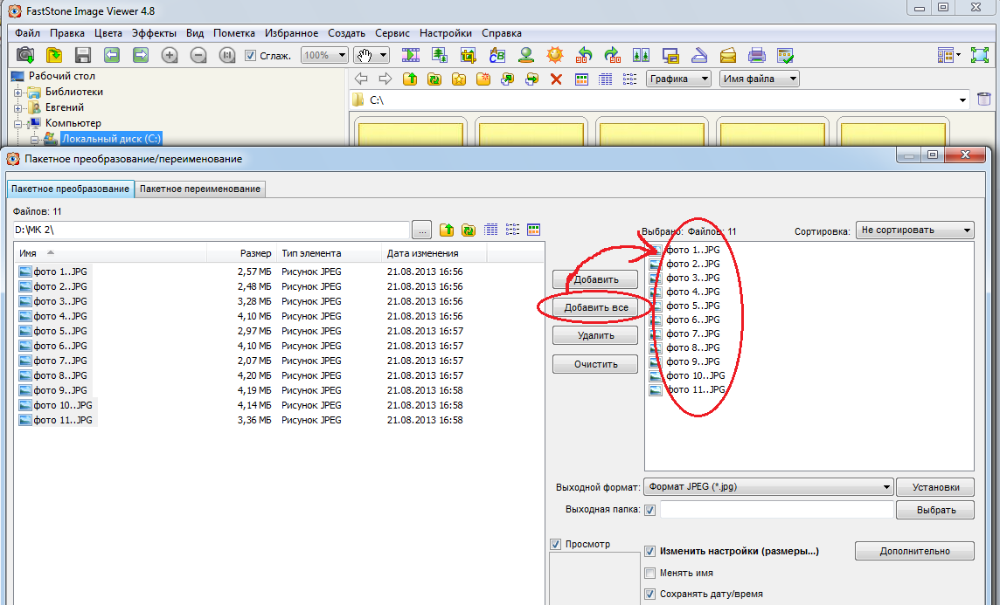 FastStone Image Viewer 4.8
Файл Правка Цвета Эффекты Вид Пометка Избранное Создать Сервис Настройки Справка
Сглаж. 100%
Рабочий стол
Библиотеки
Евгений
Компьютер
Локальный диск (C:)
Графика Имя файла
C:\
Пакетное преобразование/переименование
Пакетное преобразование Пакетное переименование
Файлов: 11
D:\МК 2\
...
Имя Размер Тип элемента Дата изменения
фото 1..JPG 2,57 МБ Рисунок JPEG 21.08.2013 16:56
фото 2..JPG 2,48 МБ Рисунок JPEG 21.08.2013 16:56
фото 3..JPG 3,28 МБ Рисунок JPEG 21.08.2013 16:56
фото 4..JPG 4,10 МБ Рисунок JPEG 21.08.2013 16:56
фото 5..JPG 2,97 МБ Рисунок JPEG 21.08.2013 16:57
фото 6..JPG 4,10 МБ Рисунок JPEG 21.08.2013 16:57
фото 7..JPG 2,07 МБ Рисунок JPEG 21.08.2013 16:57
фото 8..JPG 4,20 МБ Рисунок JPEG 21.08.2013 16:57
фото 9..JPG 4,19 МБ Рисунок JPEG 21.08.2013 16:58
фото 10..JPG 4,14 МБ Рисунок JPEG 21.08.2013 16:58
фото 11..JPG 3,36 МБ Рисунок JPEG 21.08.2013 16:58
Добавить
Добавить все
Удалить
Очистить
Выбрано: Файлов: 11
Сортировка: Не сортировать
фото 1..JPG
фото 2..JPG
фото 3..JPG
фото 4..JPG
фото 5..JPG
фото 6..JPG
фото 7..JPG
фото 8..JPG
фото 9..JPG
фото 10..JPG
фото 11..JPG
Выходной формат: Формат JPEG (*.jpg) Установки
Выходная папка: Выбрать
Просмотр
Изменить настройки (размеры...) Дополнительно
Менять имя
Сохранять дату/время